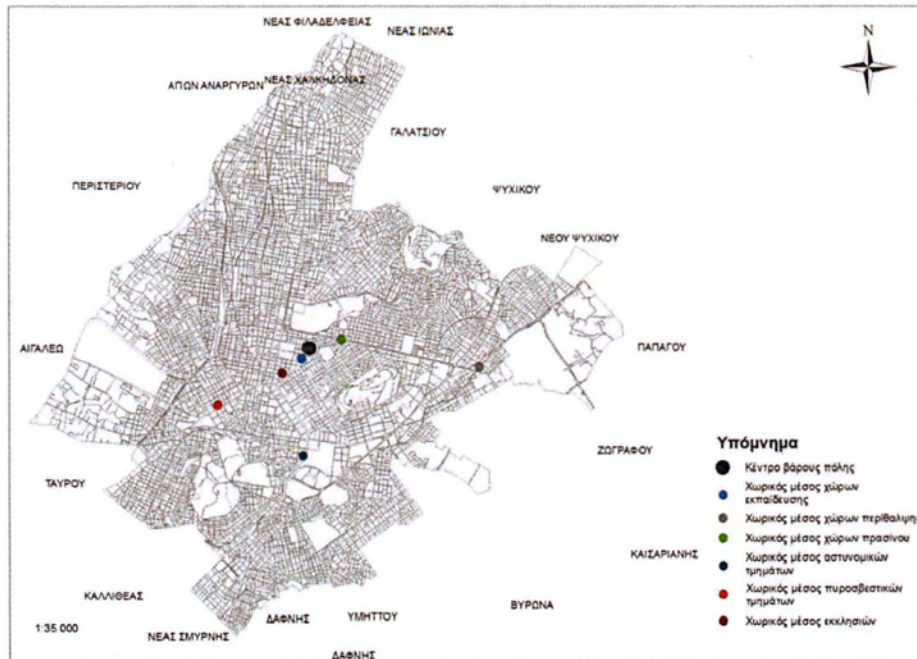 ΝΕΑΣ ΦΙΛΑΔΕΛΦΕΙΑΣ
ΝΕΑΣ ΙΩΝΙΑΣ
N
ΑΓΙΩΝ ΑΝΑΡΓΥΡΩΝ
ΝΕΑΣ ΧΑΛΚΗΔΟΝΑΣ
ΓΑΛΑΤΣΙΟΥ
ΠΕΡΙΣΤΕΡΙΟΥ
ΨΥΧΙΚΟΥ
ΝΕΟΥ ΨΥΧΙΚΟΥ
ΑΙΓΑΛΕΩ
ΠΑΠΑΓΟΥ
ΖΩΓΡΑΦΟΥ
ΤΑΥΡΟΥ
Υπόμνημα
Κέντρο βάρους πόλης
Χωρικός μέσος χώρων
εκπαίδευσης
Χωρικός μέσος χώρων περίθαλψης
Χωρικός μέσος χώρων πρασίνου
Χωρικός μέσος αστυνομικών
τμημάτων
Χωρικός μέσος πυροσβεστικών
τμημάτων
Χωρικός μέσος εκκλησιών
ΚΑΙΣΑΡΙΑΝΗΣ
ΚΑΛΛΙΘΕΑΣ
ΒΥΡΩΝΑ
ΥΜΗΤΤΟΥ
ΔΑΦΝΗΣ
1:35 000
ΝΕΑΣ ΣΜΥΡΝΗΣ
ΔΑΦΝΗΣ